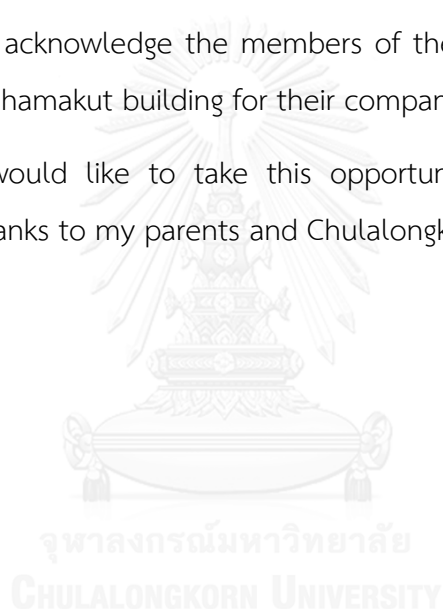 acknowledge the members of the
hamakut building for their compan
would like to take this opportun
anks to my parents and Chulalongk
จุฬาลงกรณ์มหาวิทยาลัย
CHULALONGKORN UNIVERSITY